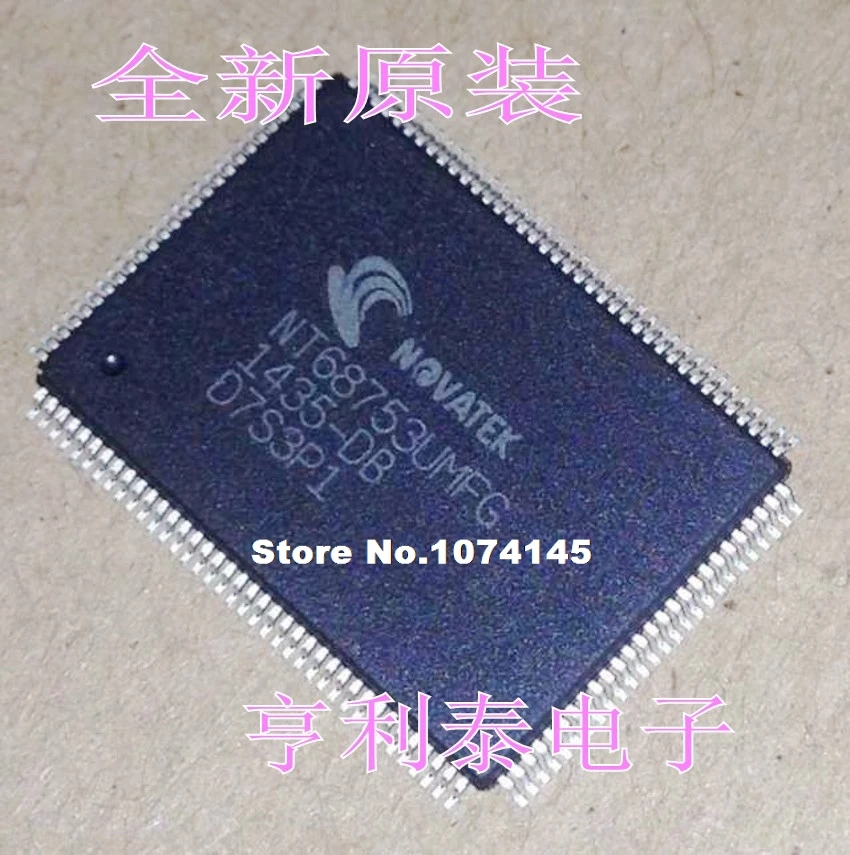 全新原装
NOVATEK
NT68753UMFG
1435-DB
D7S3P1
Store No.1074145
亨利泰电子